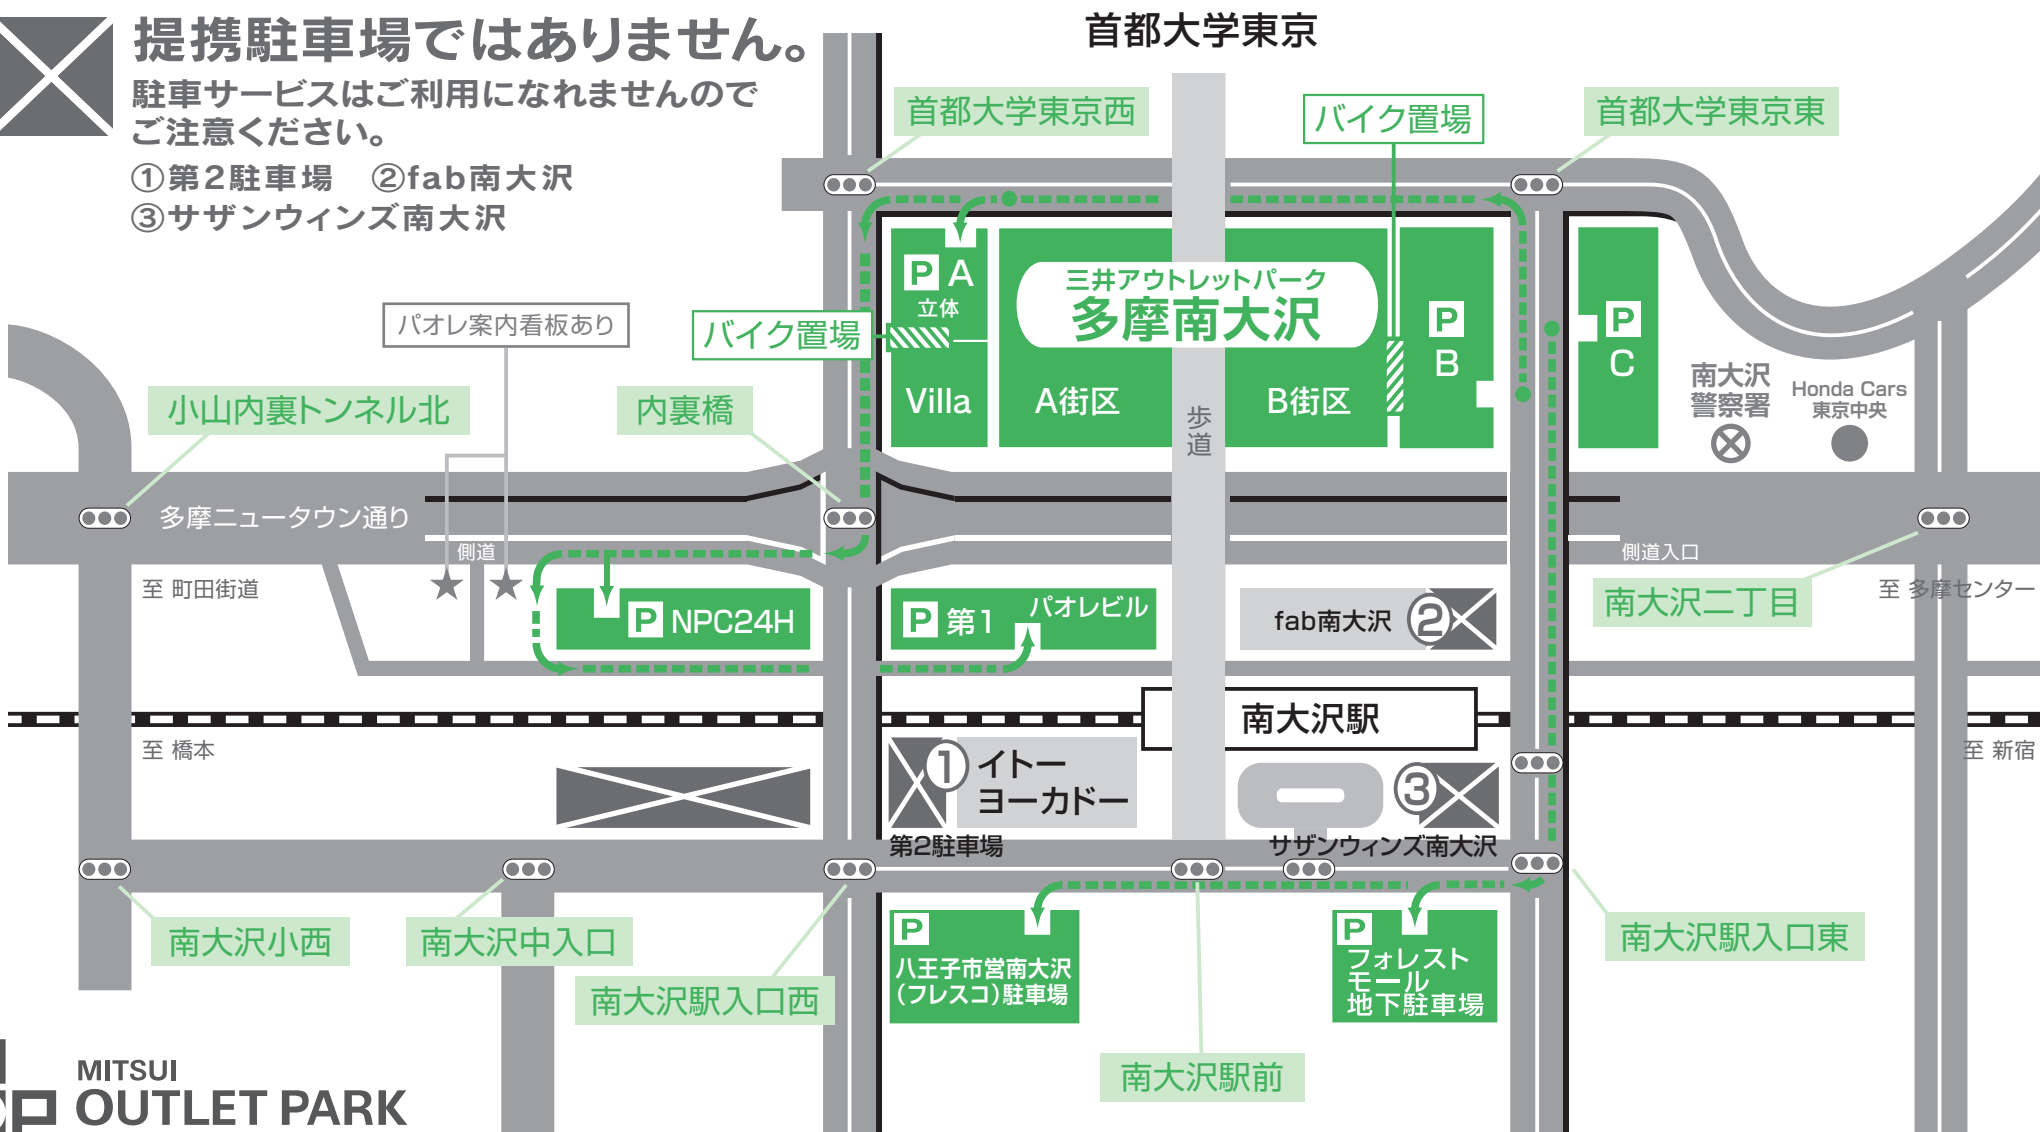 提携駐車場ではありません。
駐車サービスはご利用になれませんので
ご注意ください。
①第2駐車場　②fab南大沢
③サザンウィンズ南大沢
首都大学東京
首都大学東京西
バイク置場
首都大学東京東
P A
立体
三井アウトレットパーク
多摩南大沢
P
B
P
C
パオレ案内看板あり
バイク置場
Villa
A街区
B街区
歩道
南大沢
警察署
Honda Cars
東京中央
小山内裏トンネル北
内裏橋
多摩ニュータウン通り
側道
側道入口
至 町田街道
P NPC24H
P 第1
パオレビル
fab南大沢
②
南大沢二丁目
至 多摩センター
南大沢駅
至 橋本
至 新宿
①
イトー
ヨーカドー
③
第2駐車場
サザンウィンズ南大沢
南大沢小西
南大沢中入口
南大沢駅入口西
P
八王子市営南大沢
(フレスコ)駐車場
P
フォレスト
モール
地下駐車場
南大沢駅入口東
南大沢駅前
MITSUI
OUTLET PARK